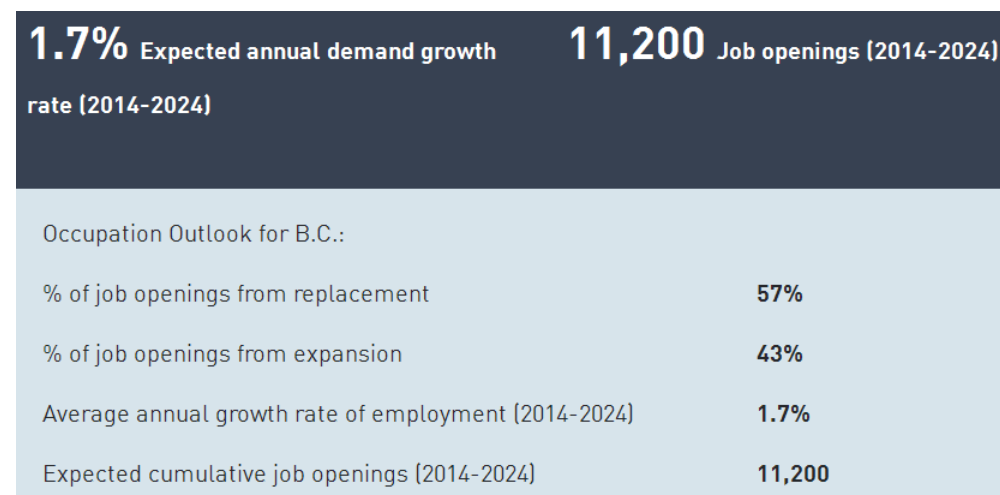 1.7% Expected annual demand growth 11,200 Job openings (2014-2024)
rate (2014-2024)
Occupation Outlook for B.C.:
% of job openings from replacement 57%
% of job openings from expansion 43%
Average annual growth rate of employment (2014-2024) 1.7%
Expected cumulative job openings (2014-2024) 11,200